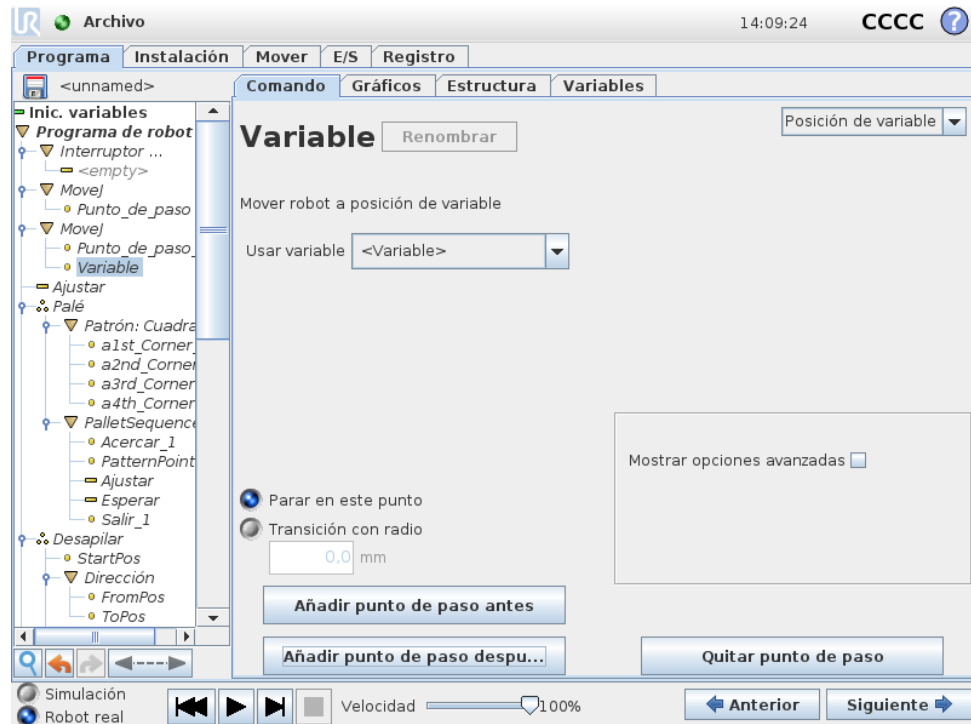 UR Archivo 14:09:24 CCCC ?
Programa Instalación Mover E/S Registro
<unnamed>
Comando Gráficos Estructura Variables
Inic. variables
Programa de robot
Interruptor ...
<empty>
MoveJ
Punto_de_paso
MoveJ
Punto_de_paso_
Variable
Ajustar
Palé
Patrón: Cuadra
a1st_Corner_
a2nd_Corner
a3rd_Corner
a4th_Corner
PalletSequence
Acercar_1
PatternPoint
Ajustar
Esperar
Salir_1
Desapilar
StartPos
Dirección
FromPos
ToPos
Variable Renombrar
Posición de variable
Mover robot a posición de variable
Usar variable <Variable>
Mostrar opciones avanzadas
Parar en este punto
Transición con radio
0,0 mm
Añadir punto de paso antes
Añadir punto de paso despu...
Quitar punto de paso
Simulación
Robot real
Velocidad 100%
Anterior Siguiente